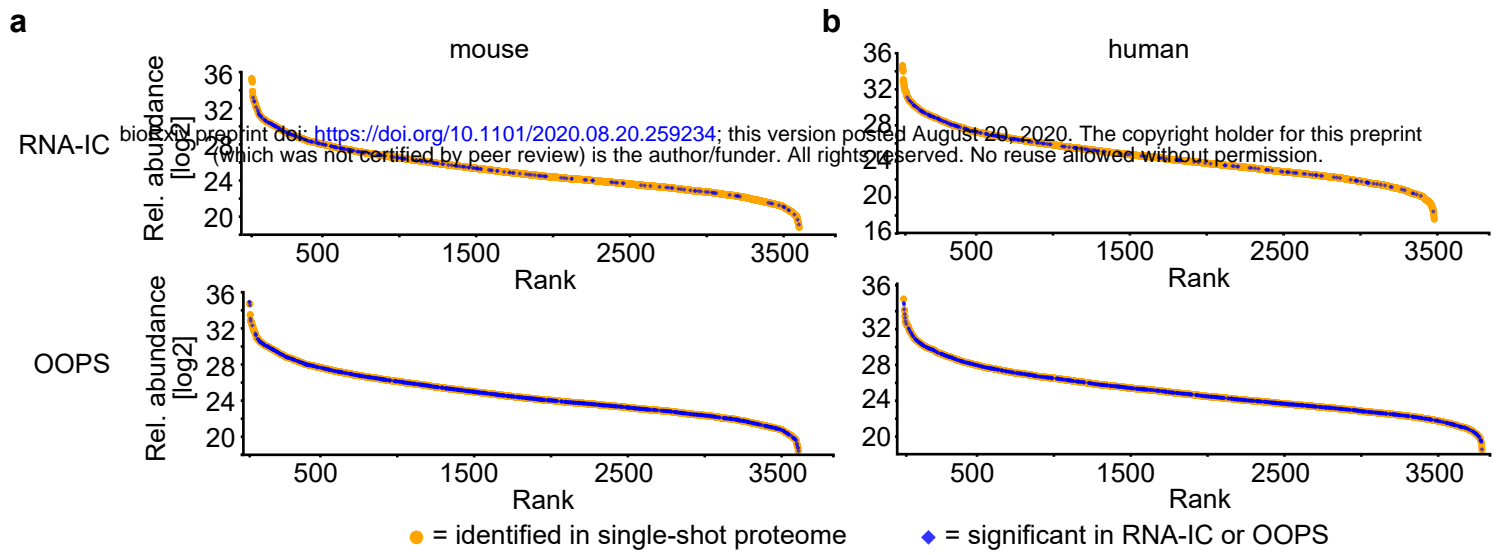 a
b
mouse
human
RNA-IC
Rel. abundance
[log2]
36
32
28
24
20
500
1500
2500
3500
Rank
36
32
28
24
20
16
500
1500
2500
3500
Rank
bioRxiv preprint doi: https://doi.org/10.1101/2020.08.20.259234; this version posted August 20, 2020. The copyright holder for this preprint
(which was not certified by peer review) is the author/funder. All rights reserved. No reuse allowed without permission.
OOPS
Rel. abundance
[log2]
36
32
28
24
20
500
1500
2500
3500
Rank
36
32
28
24
20
500
1500
2500
3500
Rank
= identified in single-shot proteome
= significant in RNA-IC or OOPS